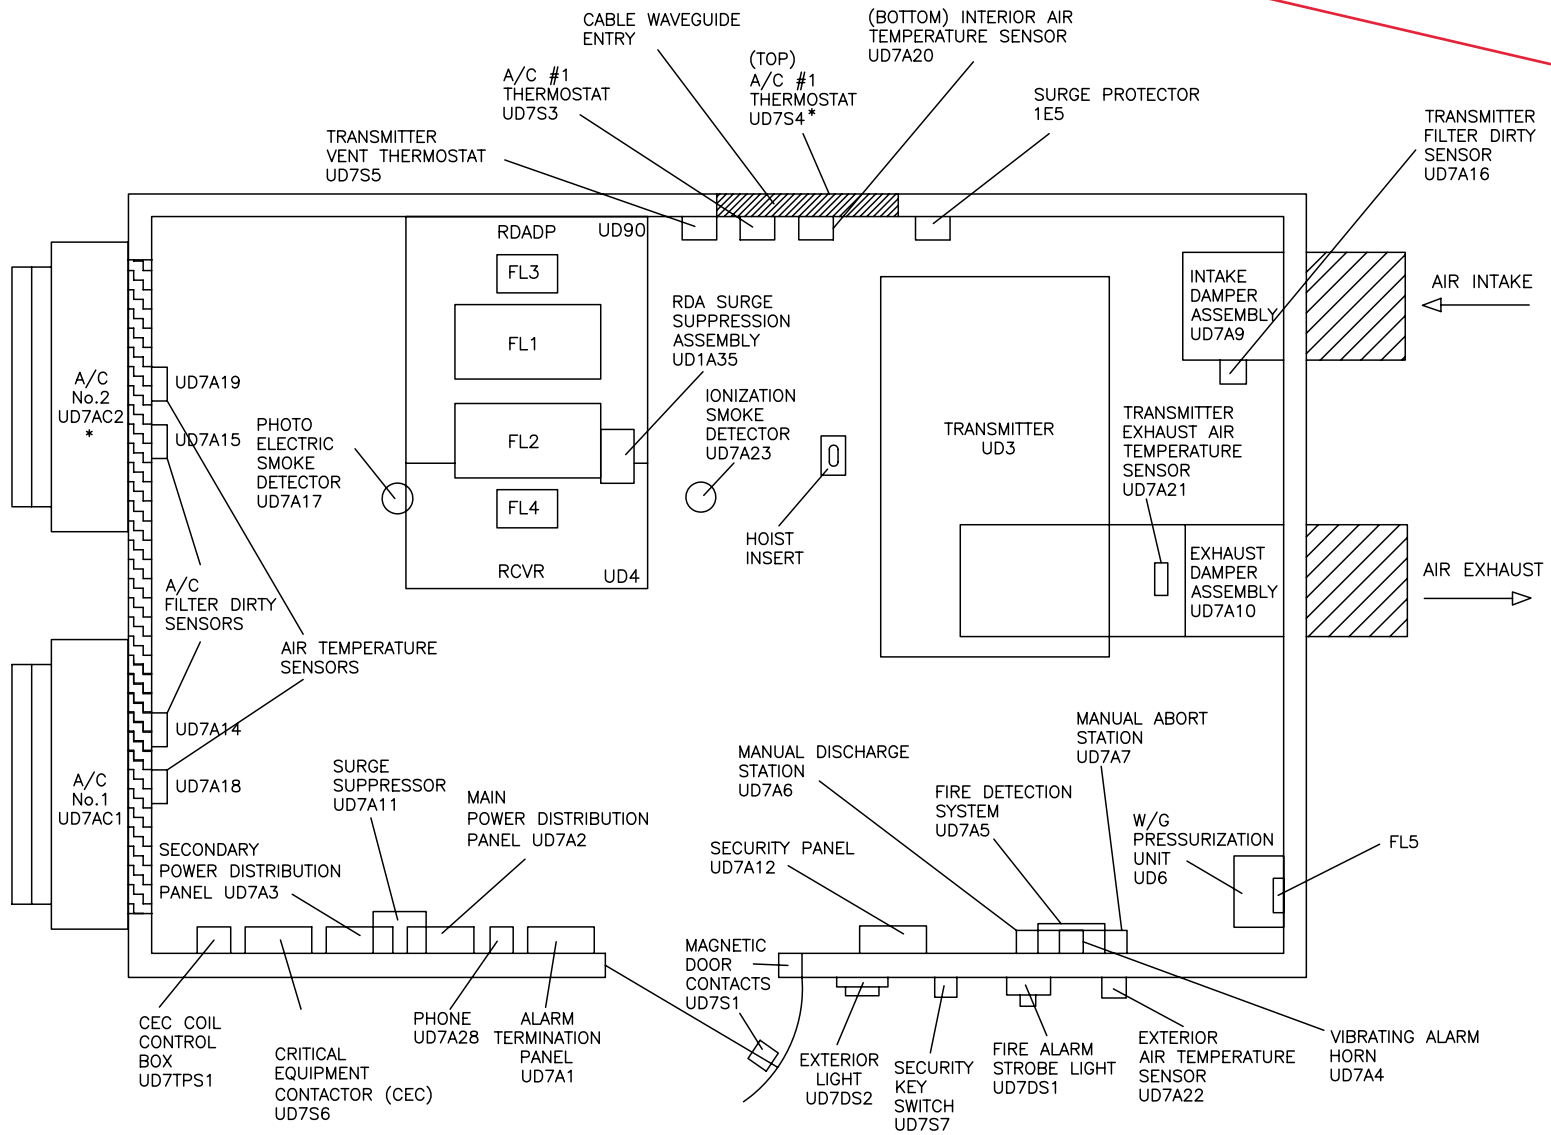 CABLE WAVEGUIDE
ENTRY
(BOTTOM) INTERIOR AIR
TEMPERATURE SENSOR
UD7A20
(TOP)
A/C #1
THERMOSTAT
UD7S4*
A/C #1
THERMOSTAT
UD7S3
SURGE PROTECTOR
1E5
TRANSMITTER
FILTER DIRTY
SENSOR
UD7A16
TRANSMITTER
VENT THERMOSTAT
UD7S5
RDADP
UD90
FL3
FL1
FL2
FL4
RCVR
UD4
RDA SURGE
SUPPRESSION
ASSEMBLY
UD1A35
INTAKE
DAMPER
ASSEMBLY
UD7A9
AIR INTAKE
A/C
No.2
UD7AC2
*
UD7A19
UD7A15
PHOTO
ELECTRIC
SMOKE
DETECTOR
UD7A17
IONIZATION
SMOKE
DETECTOR
UD7A23
TRANSMITTER
UD3
TRANSMITTER
EXHAUST AIR
TEMPERATURE
SENSOR
UD7A21
HOIST
INSERT
EXHAUST
DAMPER
ASSEMBLY
UD7A10
AIR EXHAUST
A/C
FILTER DIRTY
SENSORS
AIR TEMPERATURE
SENSORS
UD7A14
UD7A18
A/C
No.1
UD7AC1
SURGE
SUPPRESSOR
UD7A11
MAIN
POWER DISTRIBUTION
PANEL UD7A2
SECONDARY
POWER DISTRIBUTION
PANEL UD7A3
MANUAL DISCHARGE
STATION
UD7A6
MANUAL ABORT
STATION
UD7A7
FIRE DETECTION
SYSTEM
UD7A5
SECURITY PANEL
UD7A12
W/G
PRESSURIZATION
UNIT
UD6
FL5
MAGNETIC
DOOR
CONTACTS
UD7S1
CEC COIL
CONTROL
BOX
UD7TPS1
CRITICAL
EQUIPMENT
CONTACTOR (CEC)
UD7S6
PHONE
UD7A28
ALARM
TERMINATION
PANEL
UD7A1
EXTERIOR
LIGHT
UD7DS2
SECURITY
KEY
SWITCH
UD7S7
FIRE ALARM
STROBE LIGHT
UD7DS1
EXTERIOR
AIR TEMPERATURE
SENSOR
UD7A22
VIBRATING ALARM
HORN
UD7A4